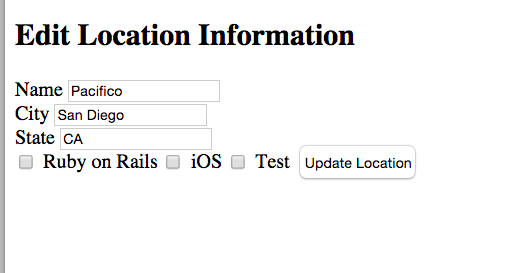 Edit Location Information
Name Pacifico
City San Diego
State CA
Ruby on Rails iOS Test Update Location